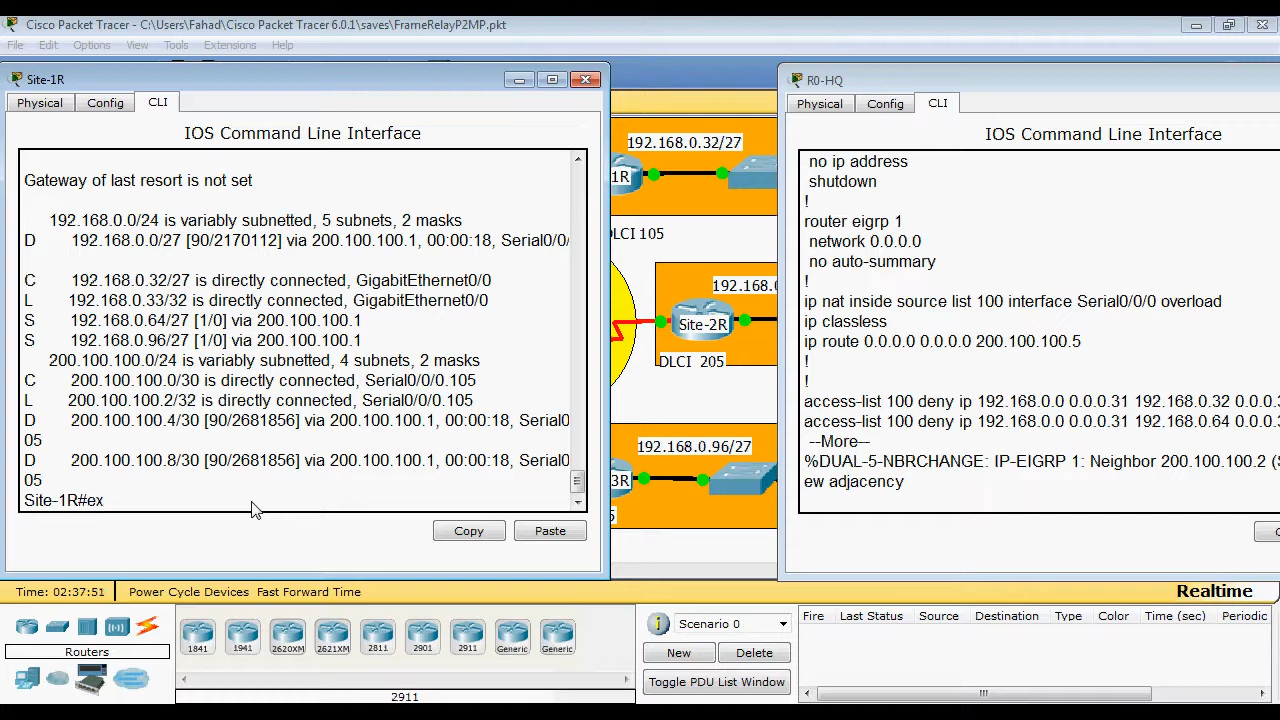 Cisco Packet Tracer - C:\Users\Fahad\Cisco Packet Tracer 6.0.1\saves\FrameRelayP2MP.pkt
File Edit Options View Tools Extensions Help
Site-1R
Physical Config CLI
IOS Command Line Interface
Gateway of last resort is not set
192.168.0.0/24 is variably subnetted, 5 subnets, 2 masks
D 192.168.0.0/27 [90/2170112] via 200.100.100.1, 00:00:18, Serial0/0/
C 192.168.0.32/27 is directly connected, GigabitEthernet0/0
L 192.168.0.33/32 is directly connected, GigabitEthernet0/0
S 192.168.0.64/27 [1/0] via 200.100.100.1
S 192.168.0.96/27 [1/0] via 200.100.100.1
200.100.100.0/24 is variably subnetted, 4 subnets, 2 masks
C 200.100.100.0/30 is directly connected, Serial0/0/0.105
L 200.100.100.2/32 is directly connected, Serial0/0/0.105
D 200.100.100.4/30 [90/2681856] via 200.100.100.1, 00:00:18, Serial0
05
D 200.100.100.8/30 [90/2681856] via 200.100.100.1, 00:00:18, Serial0
05
Site-1R#ex
Copy Paste
192.168.0.32/27
1R
DLCI 105
192.168.0.
Site-2R
DLCI 205
192.168.0.96/27
3R
5
R0-HQ
Physical Config CLI
IOS Command Line Interface
no ip address
shutdown
!
router eigrp 1
network 0.0.0.0
no auto-summary
!
ip nat inside source list 100 interface Serial0/0/0 overload
ip classless
ip route 0.0.0.0 0.0.0.0 200.100.100.5
!
!
access-list 100 deny ip 192.168.0.0 0.0.0.31 192.168.0.32 0.0.0.3
access-list 100 deny ip 192.168.0.0 0.0.0.31 192.168.0.64 0.0.0.
--More--
%DUAL-5-NBRCHANGE: IP-EIGRP 1: Neighbor 200.100.100.2 (S
ew adjacency
Time: 02:37:51 Power Cycle Devices Fast Forward Time Realtime
Routers
1841 1941 2620XM 2621XM 2811 2901 2911 Generic Generic
2911
Scenario 0
New Delete
Toggle PDU List Window
Fire Last Status Source Destination Type Color Time (sec) Periodic